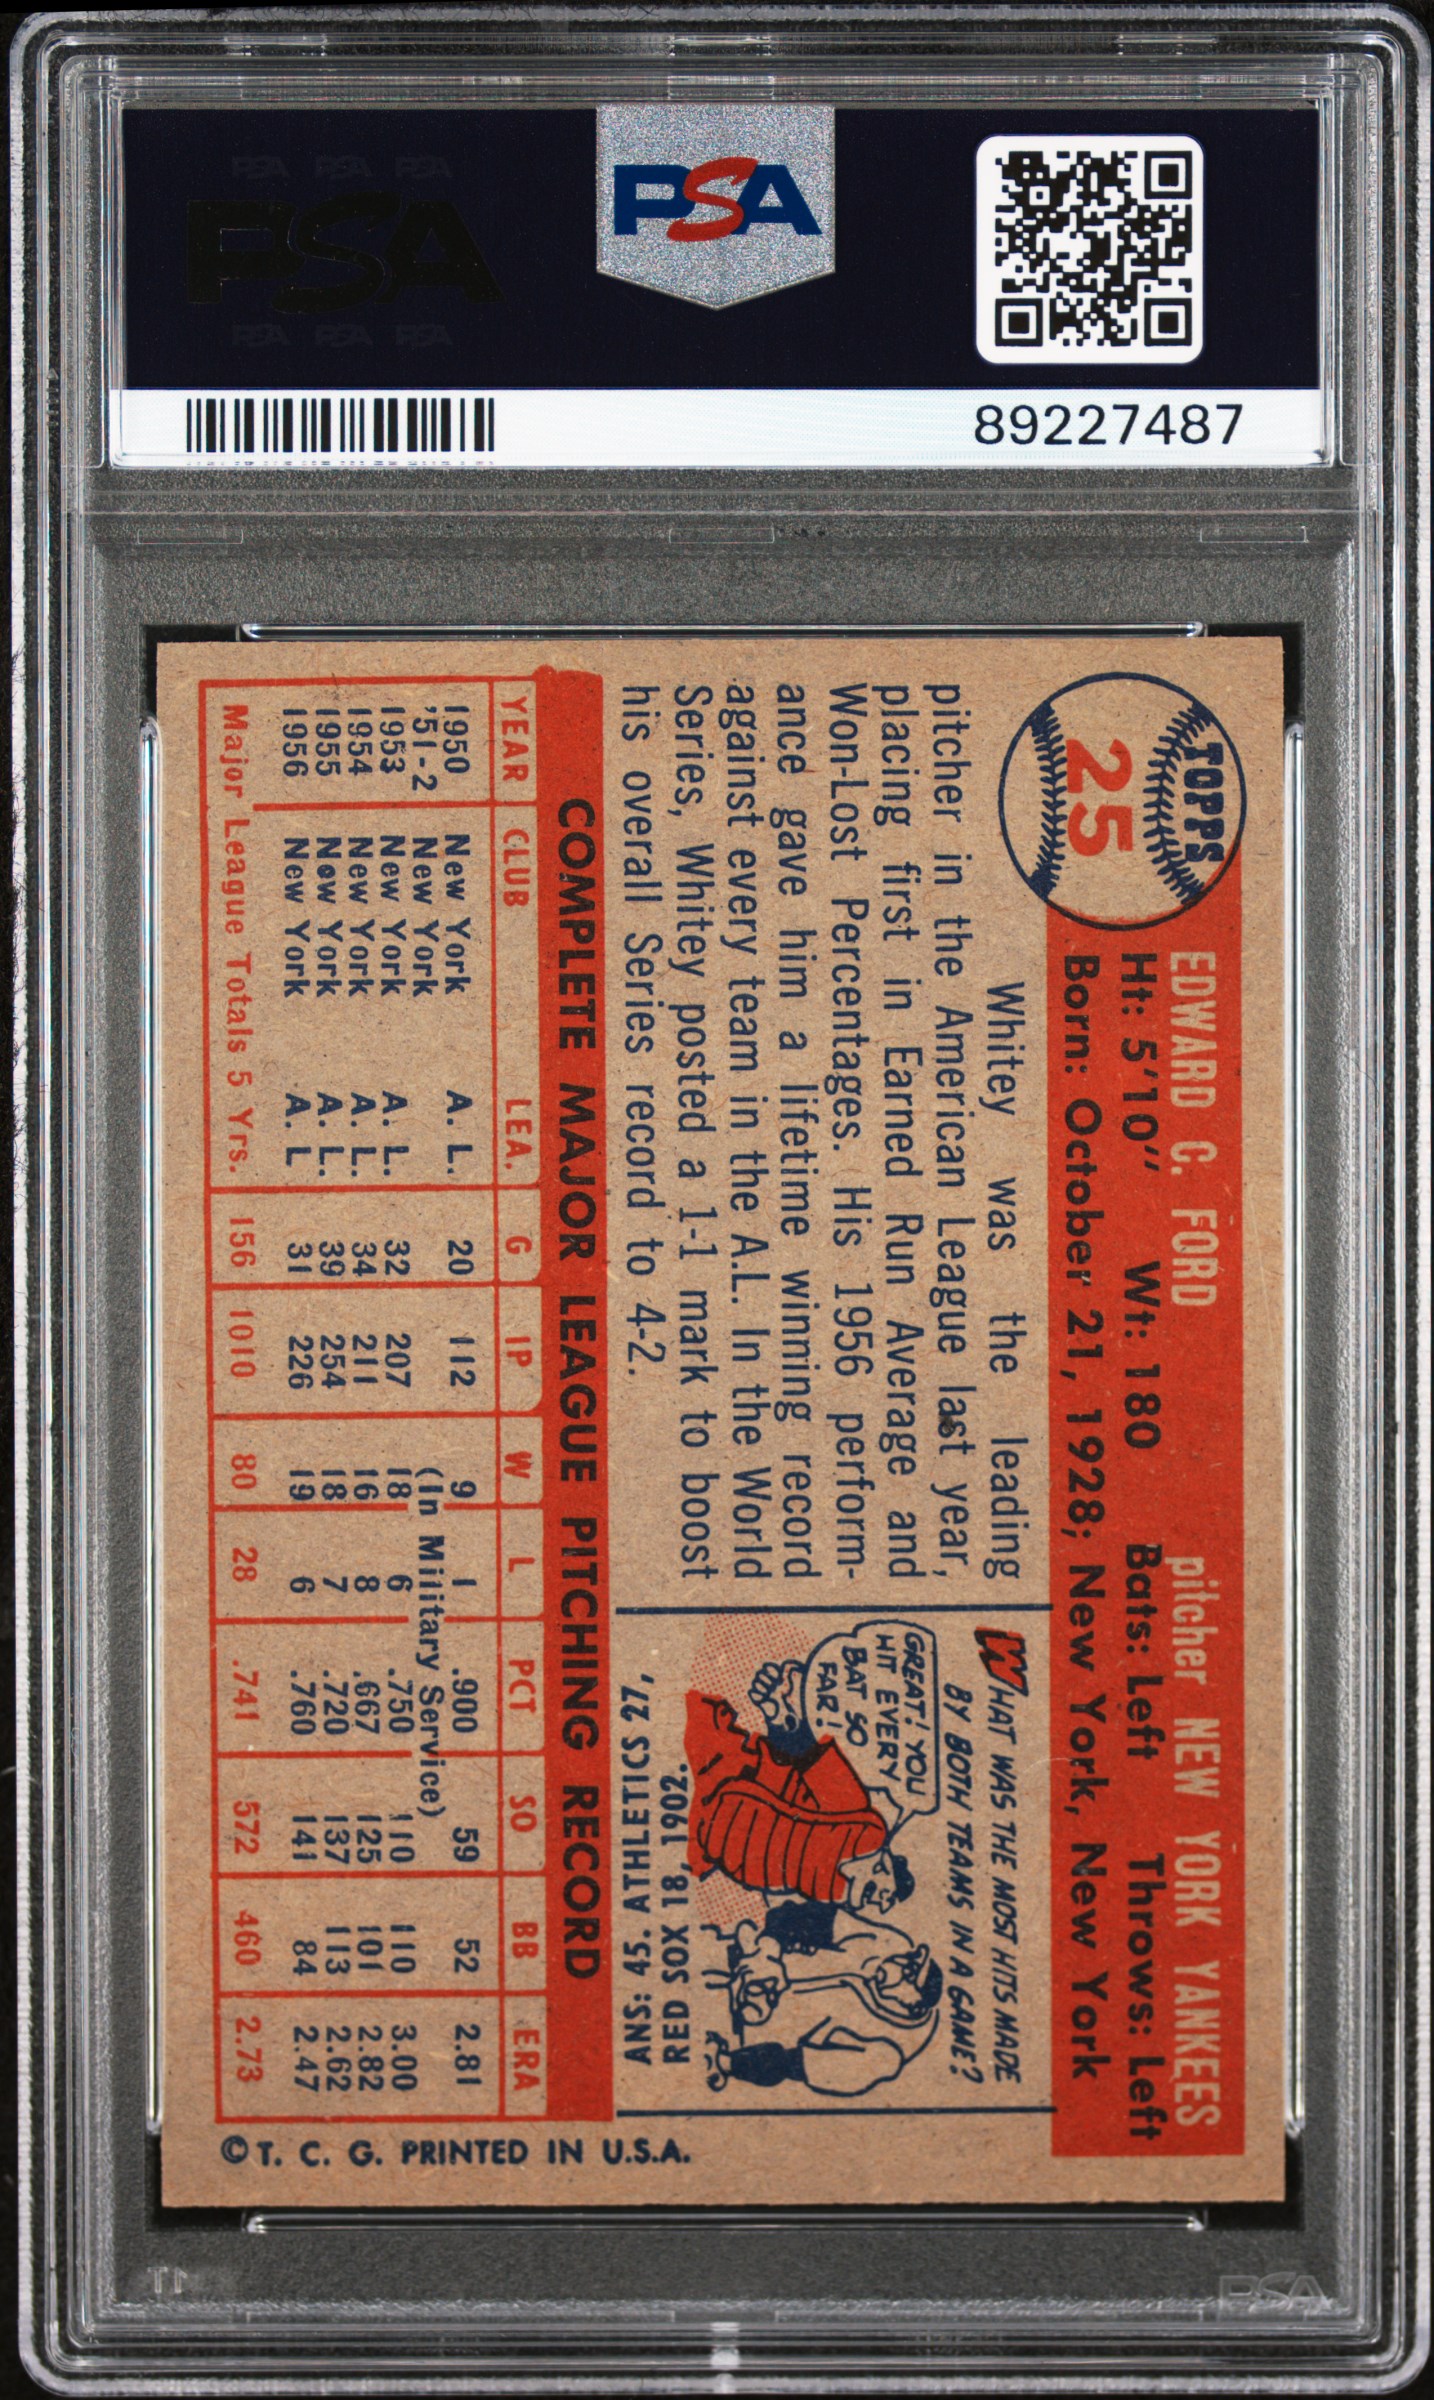 PSA PSA PSA
PSA
PSA PSA PSA
PSA
89227487
TOPPS
25
EDWARD C. FORD pitcher NEW YORK YANKEES
Ht: 5'10" Wt: 180 Bats: Left Throws: Left
Born: October 21, 1928; New York, New York
Whitey was the leading
pitcher in the American League last year,
placing first in Earned Run Average and
Won-Lost Percentages. His 1956 perform-
ance gave him a lifetime winning record
against every team in the A.L. In the World
Series, Whitey posted a 1-1 mark to boost
his overall Series record to 4-2.
WHAT WAS THE MOST HITS MADE
BY BOTH TEAMS IN A GAME?
GREAT! YOU
HIT EVERY
BAT SO
FAR!
ANS: 45. ATHLETICS 27,
RED SOX 18, 1902.
COMPLETE MAJOR LEAGUE PITCHING RECORD
YEAR CLUB LEA. G IP W L PCT SO BB ERA
1950 New York A. L. 20 112 9 1 .900 59 52 2.81
'51-2 New York (In Military Service)
1953 New York A. L. 32 207 18 6 .750 110 110 3.00
1954 New York A. L. 34 211 16 8 .667 125 101 2.82
1955 New York A. L. 39 254 18 7 .720 137 113 2.62
1956 New York A. L 31 226 19 6 .760 141 84 2.47
Major League Totals 5 Yrs. 156 1010 80 28 .741 572 460 2.73
©T. C. G. PRINTED IN U.S.A.
PSA